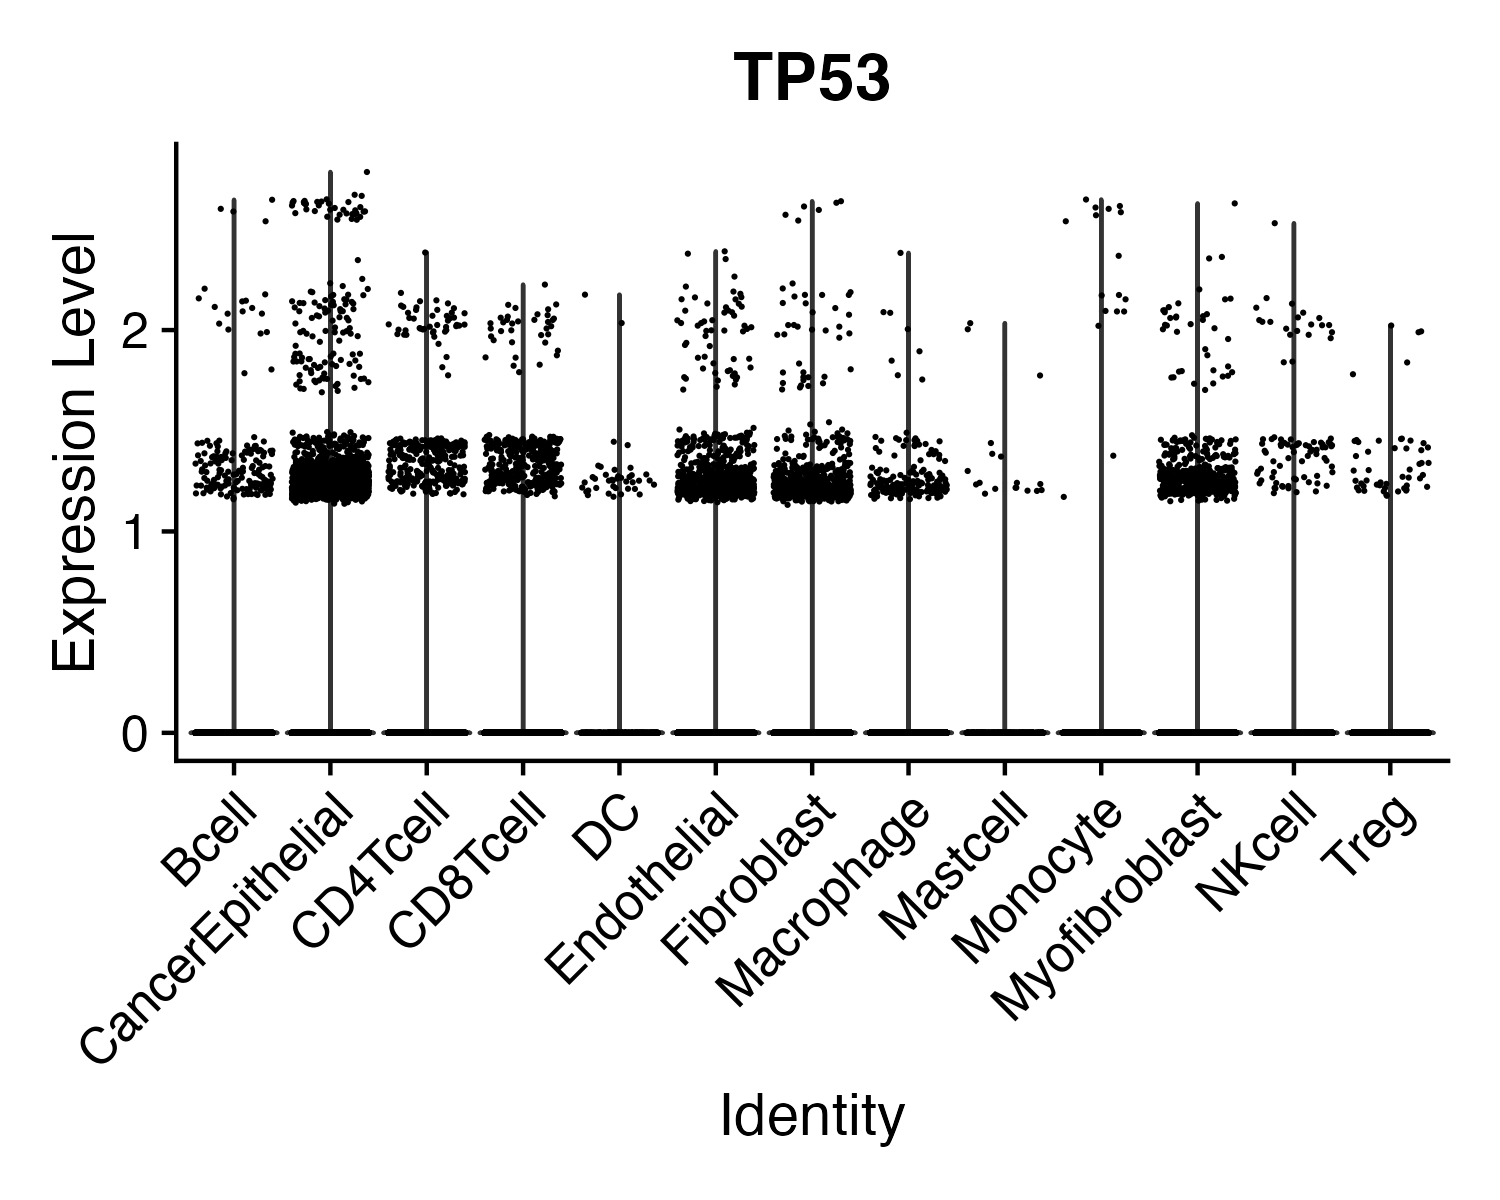 TP53
Expression Level
2
1
0
Bcell
CancerEpithelial
CD4Tcell
CD8Tcell
DC
Endothelial
Fibroblast
Macrophage
Mastcell
Monocyte
Myofibroblast
NKcell
Treg
Identity